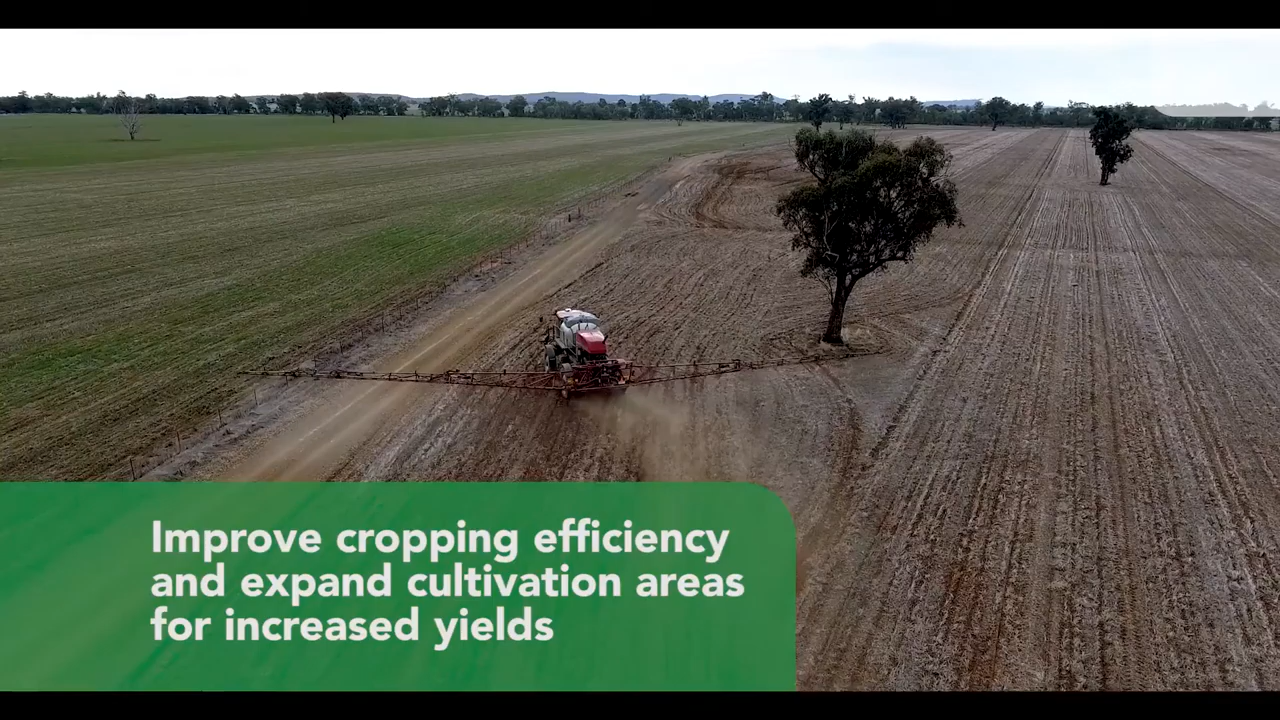 Improve cropping efficiency
and expand cultivation areas
for increased yields